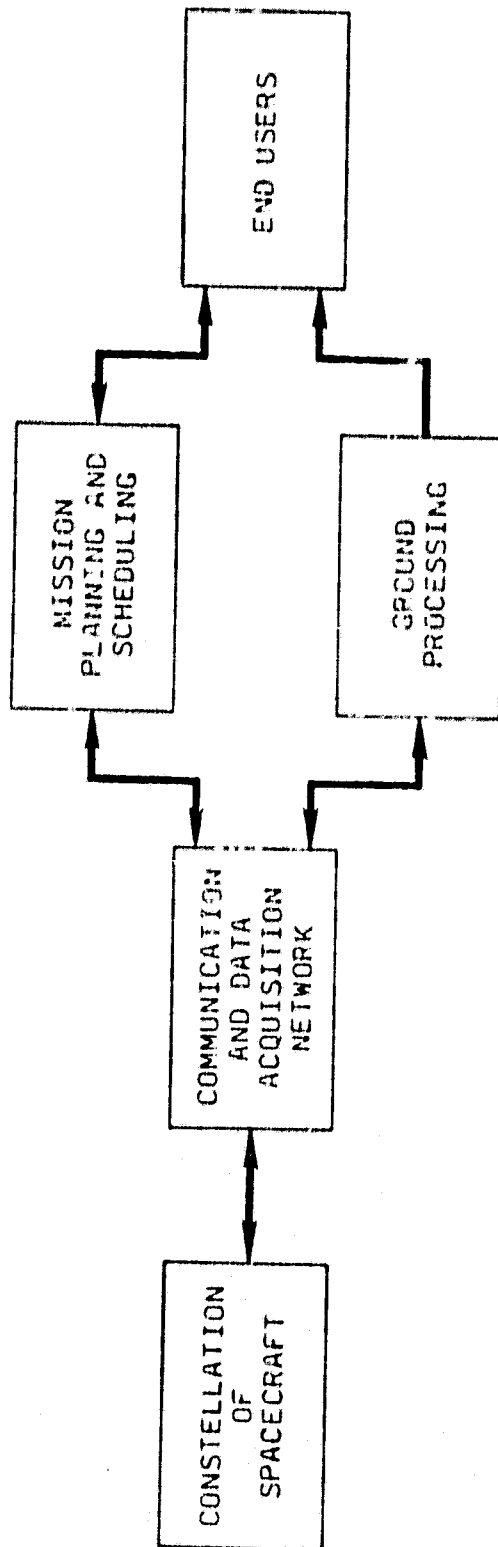 CONSTELLATION
OF
SPACECRAFT
COMMUNICATION
AND DATA
ACQUISITION
NETWORK
MISSION
PLANNING AND
SCHEDULING
GROUND
PROCESSING
END USERS